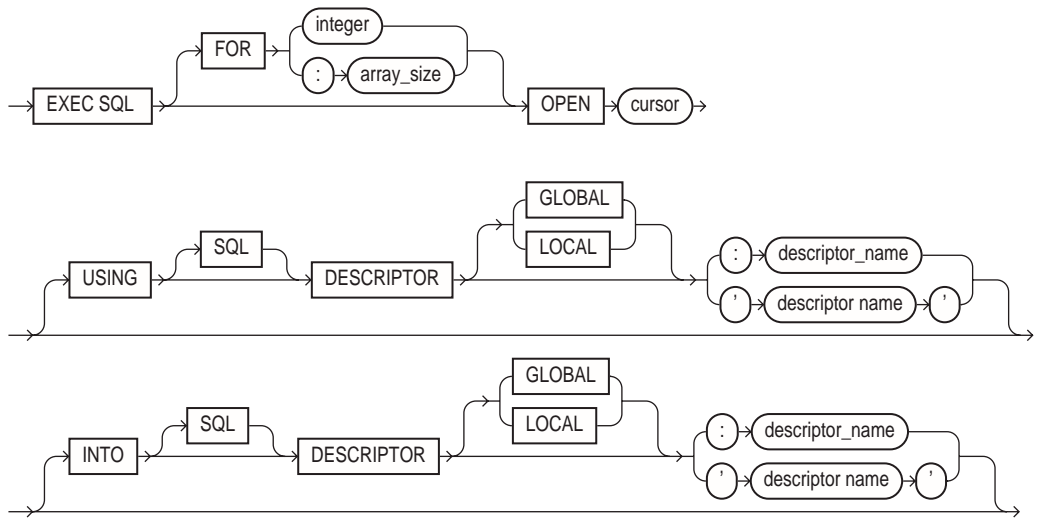 integer
FOR
: array_size
EXEC SQL OPEN cursor
GLOBAL
SQL LOCAL : descriptor_name
USING DESCRIPTOR ' descriptor name '
GLOBAL
SQL LOCAL : descriptor_name
INTO DESCRIPTOR ' descriptor name '